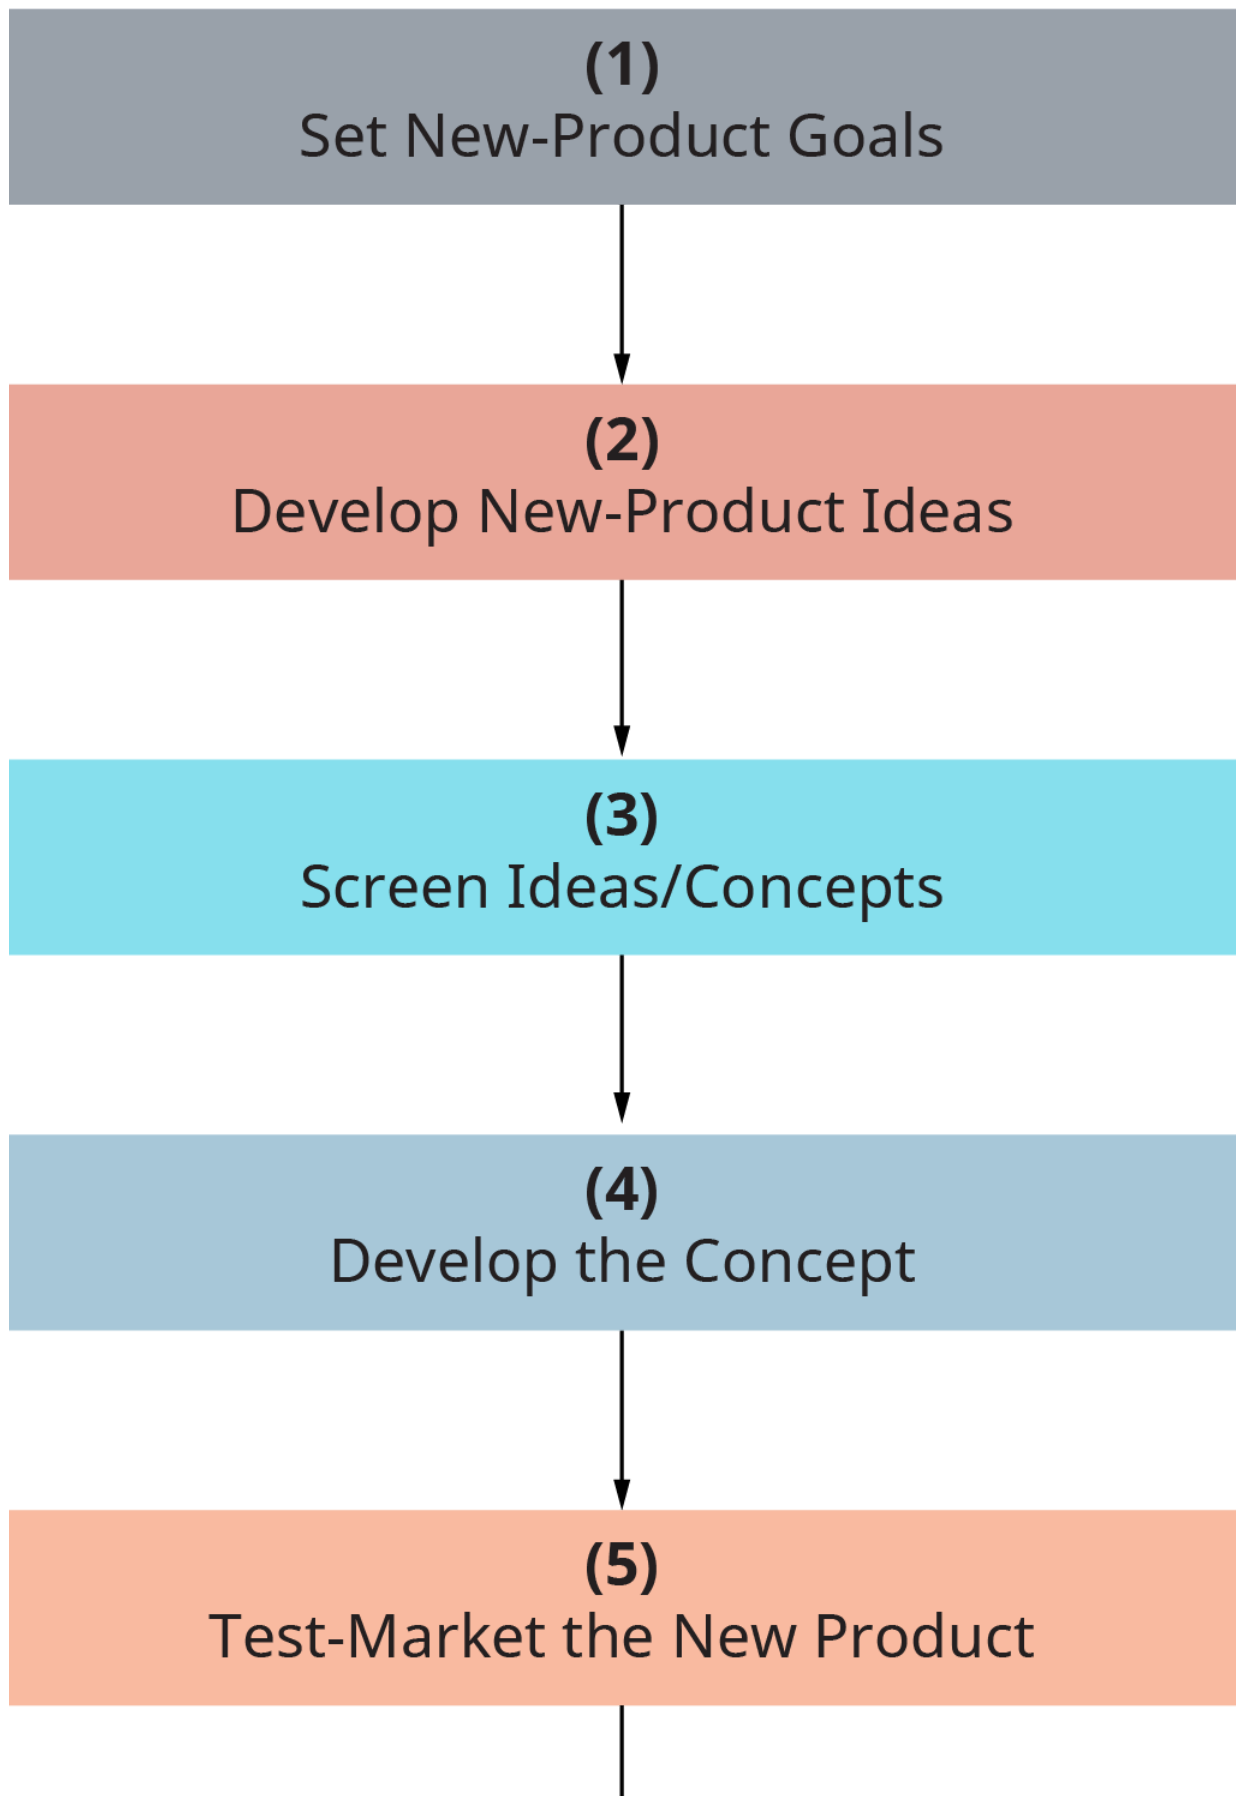 (1)
Set New-Product Goals
(2)
Develop New-Product Ideas
(3)
Screen Ideas/Concepts
(4)
Develop the Concept
(5)
Test-Market the New Product